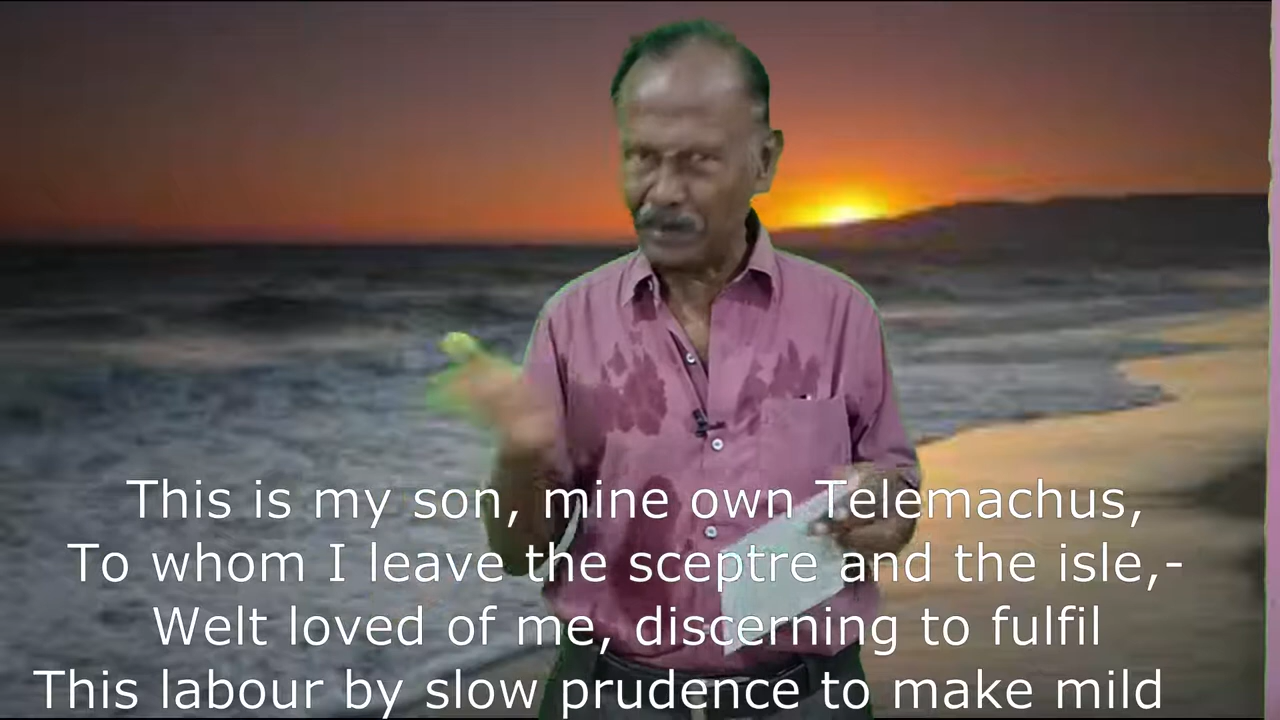 This is my son, mine own Telemachus,
To whom I leave the sceptre and the isle,-
Welt loved of me, discerning to fulfil
This labour by slow prudence to make mild